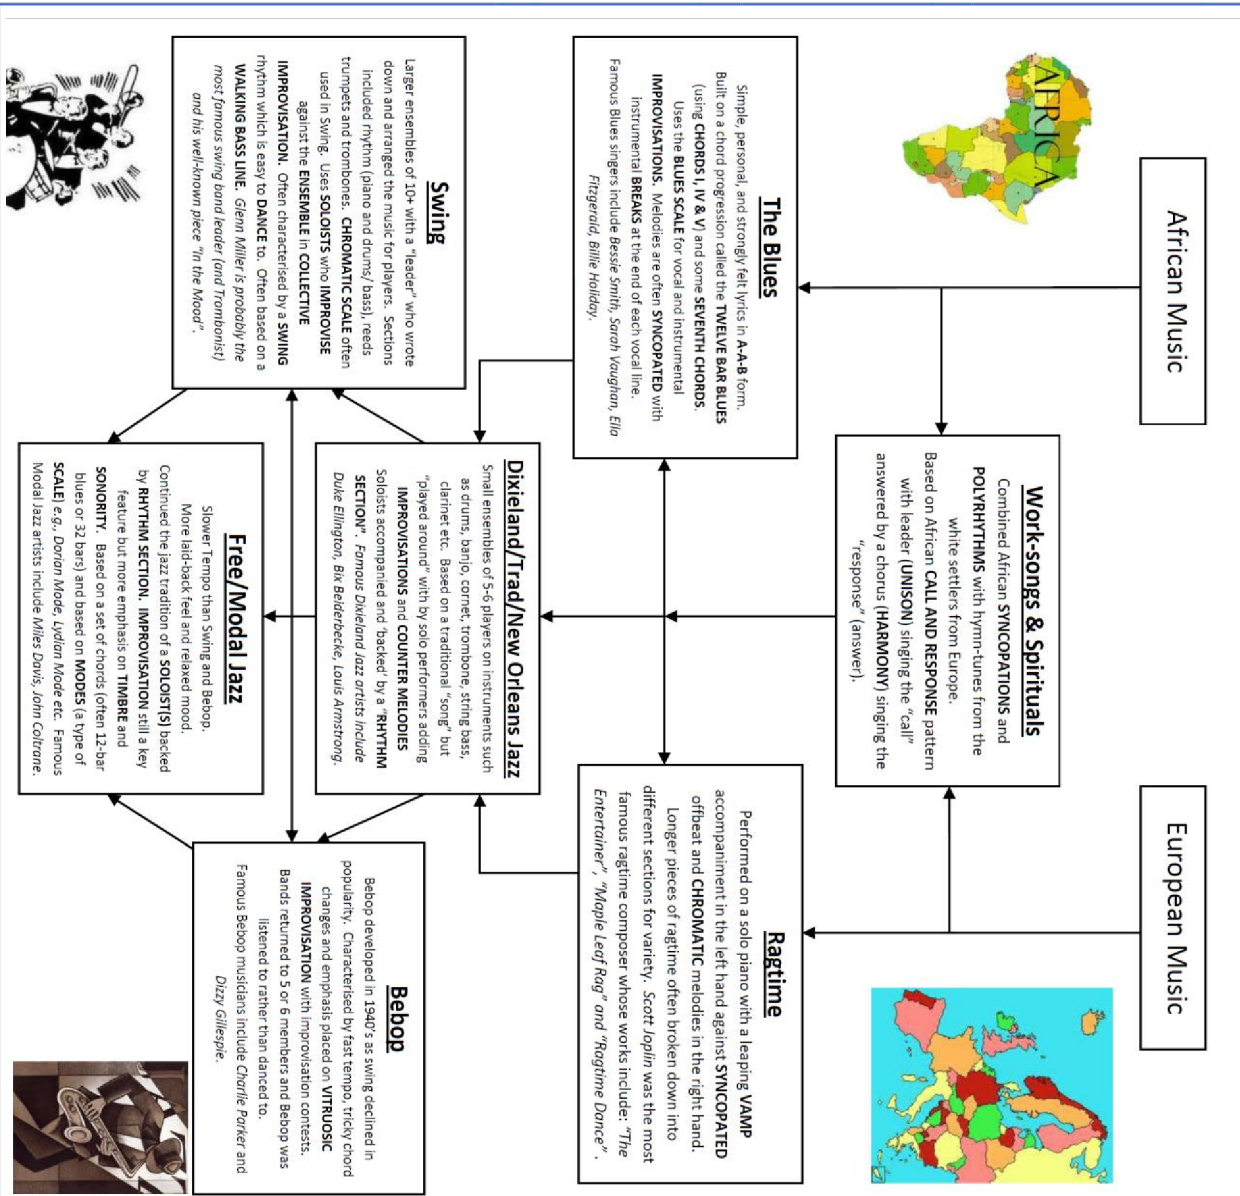 African Music
European Music
AFRICA
Work-songs & Spirituals
Combined African SYNCOPATIONS and
POLYRHYTHMS with hymn-tunes from the
white settlers from Europe.
Based on African CALL AND RESPONSE pattern
with leader (UNISON) singing the "call"
answered by a chorus (HARMONY) singing the
"response" (answer).
The Blues
Simple, personal, and strongly felt lyrics in A-A-B form.
Built on a chord progression called the TWELVE BAR BLUES
(using CHORDS I, IV & V) and some SEVENTH CHORDS.
Uses the BLUES SCALE for vocal and instrumental
IMPROVISATIONS. Melodies are often SYNCOPATED with
instrumental BREAKS at the end of each vocal line.
Famous Blues singers include Bessie Smith, Sarah Vaughan, Ella
Fitzgerald, Billie Holiday.
Ragtime
Performed on a solo piano with a leaping VAMP
accompaniment in the left hand against SYNCOPATED
offbeat and CHROMATIC melodies in the right hand.
Longer pieces of ragtime often broken down into
different sections for variety. Scott Joplin was the most
famous ragtime composer whose works include: "The
Entertainer", "Maple Leaf Rag" and "Ragtime Dance".
Dixieland/Trad/New Orleans Jazz
Small ensembles of 5-6 players on instruments such
as drums, banjo, cornet, trombone, string bass,
clarinet etc. Based on a traditional "song" but
"played around" with by solo performers adding
IMPROVISATIONS and COUNTER MELODIES
Soloists accompanied and 'backed' by a "RHYTHM
SECTION". Famous Dixieland Jazz artists include
Duke Ellington, Bix Beiderbecke, Louis Armstrong.
Swing
Larger ensembles of 10+ with a "leader" who wrote
down and arranged the music for players. Sections
included rhythm (piano and drums/ bass), reeds
trumpets and trombones. CHROMATIC SCALE often
used in Swing. Uses SOLOISTS who IMPROVISE
against the ENSEMBLE in COLLECTIVE
IMPROVISATION. Often characterised by a SWING
rhythm which is easy to DANCE to. Often based on a
WALKING BASS LINE. Glenn Miller is probably the
most famous swing band leader (and Trombonist)
and his well-known piece "In the Mood".
Bebop
Bebop developed in 1940's as swing declined in
popularity. Characterised by fast tempo, tricky chord
changes and emphasis placed on VITRUOSIC
IMPROVISATION with improvisation contests.
Bands returned to 5 or 6 members and Bebop was
listened to rather than danced to.
Famous Bebop musicians include Charlie Parker and
Dizzy Gillespie.
Free/Modal Jazz
Slower Tempo than Swing and Bebop.
More laid-back feel and relaxed mood.
Continued the jazz tradition of a SOLOIST(S) backed
by RHYTHM SECTION. IMPROVISATION still a key
feature but more emphasis on TIMBRE and
SONORITY. Based on a set of chords (often 12-bar
blues or 32 bars) and based on MODES (a type of
SCALE) e.g., Dorian Mode, Lydian Mode etc. Famous
Modal Jazz artists include Miles Davis, John Coltrane.